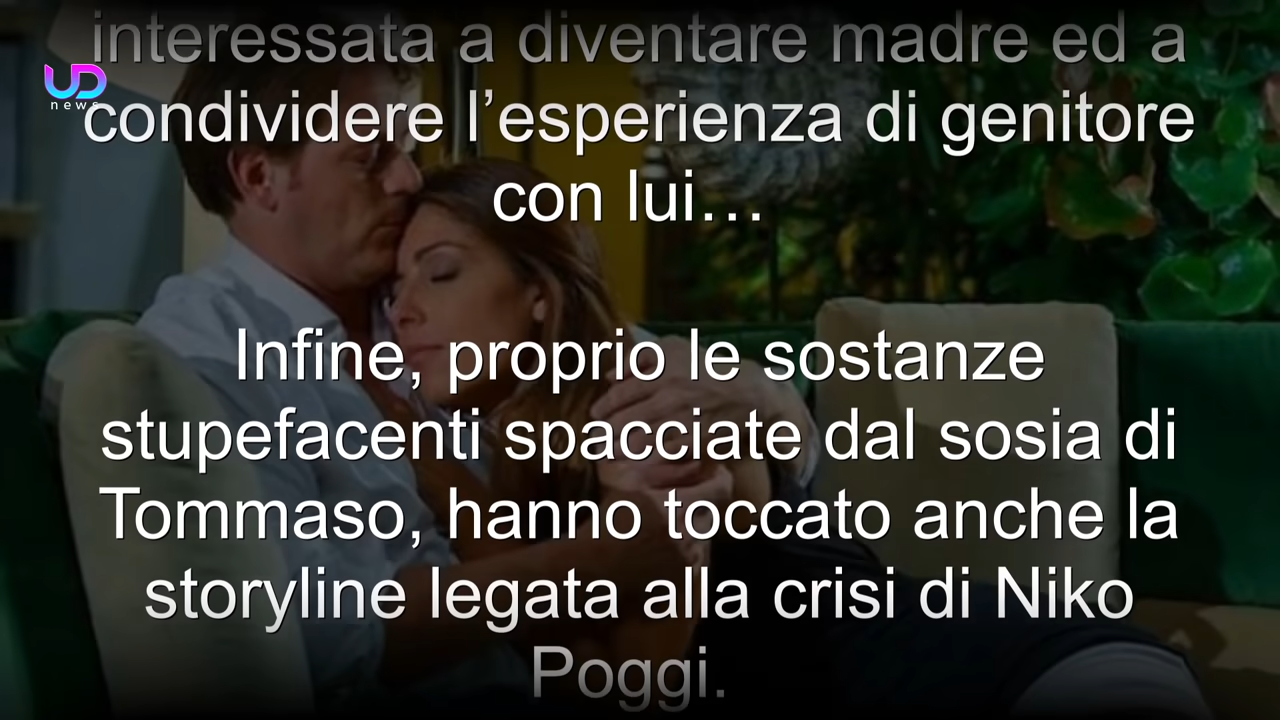 interessata a diventare madre ed a
UD
news
condividere l’esperienza di genitore
con lui…
Infine, proprio le sostanze
stupefacenti spacciate dal sosia di
Tommaso, hanno toccato anche la
storyline legata alla crisi di Niko
Poggi.